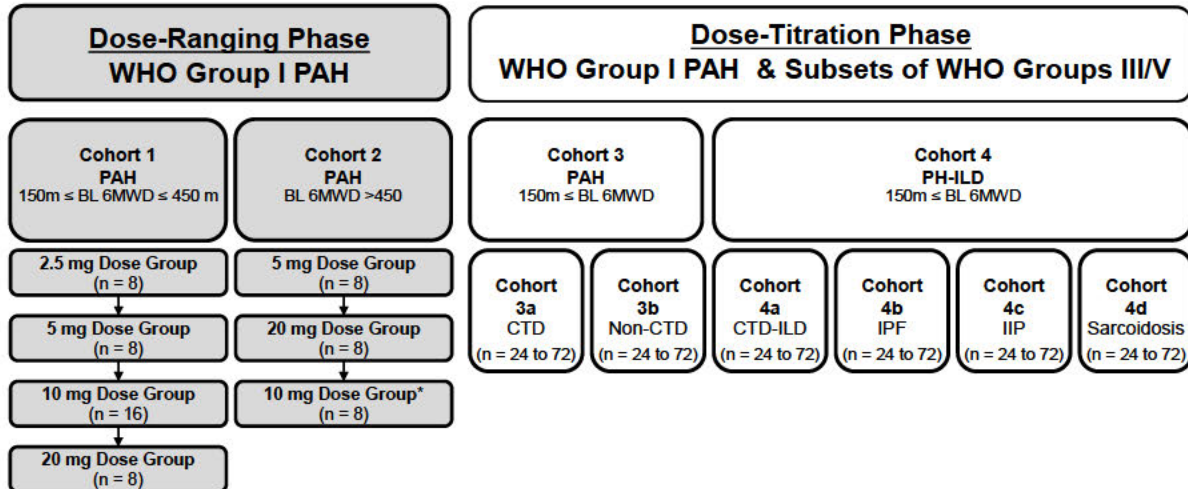 Dose-Ranging Phase
WHO Group I PAH
Dose-Titration Phase
WHO Group I PAH & Subsets of WHO Groups III/V
Cohort 1
PAH
150m ≤ BL 6MWD ≤ 450 m
Cohort 2
PAH
BL 6MWD >450
Cohort 3
PAH
150m ≤ BL 6MWD
Cohort 4
PH-ILD
150m ≤ BL 6MWD
2.5 mg Dose Group
(n = 8)
5 mg Dose Group
(n = 8)
10 mg Dose Group
(n = 16)
20 mg Dose Group
(n = 8)
5 mg Dose Group
(n = 8)
20 mg Dose Group
(n = 8)
10 mg Dose Group*
(n = 8)
Cohort
3a
CTD
(n = 24 to 72)
Cohort
3b
Non-CTD
(n = 24 to 72)
Cohort
4a
CTD-ILD
(n = 24 to 72)
Cohort
4b
IPF
(n = 24 to 72)
Cohort
4c
IIP
(n = 24 to 72)
Cohort
4d
Sarcoidosis
(n = 24 to 72)